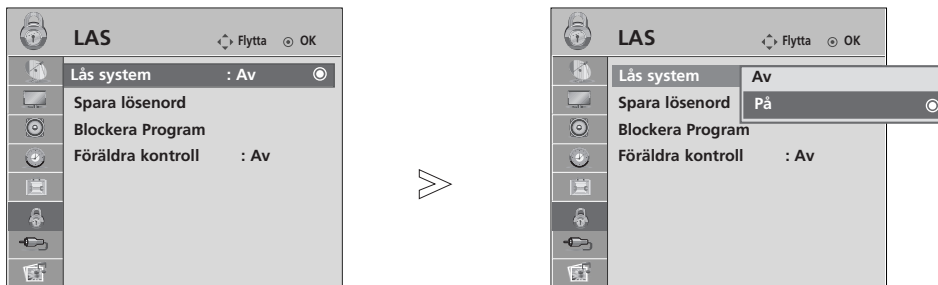 LAS Flytta OK
Lås system : Av
Spara lösenord
Blockera Program
Föräldra kontroll : Av
LAS Flytta OK
Lås system Av
Spara lösenord På
Blockera Program
Föräldra kontroll : Av